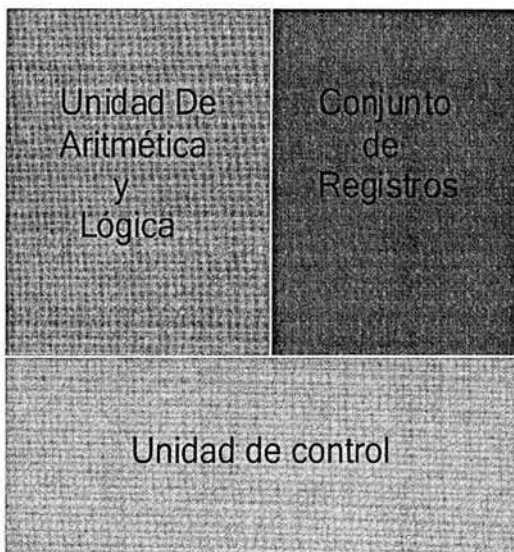 Unidad De
Aritmética
y
Lógica
Conjunto
de
Registros
Unidad de control